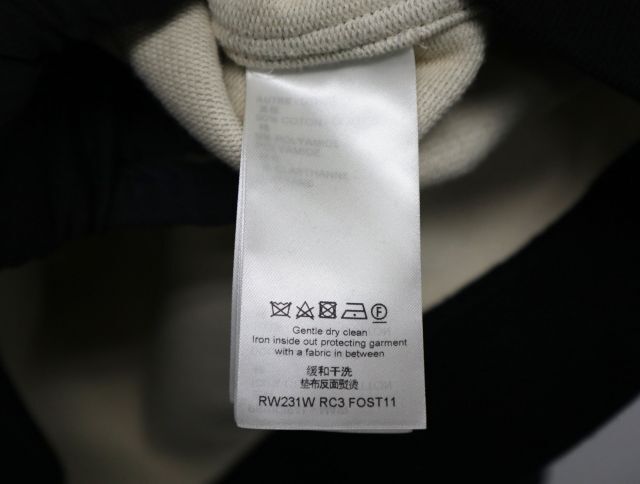 Gentle dry clean
Iron inside out protecting garment
with a fabric in between
缓和干洗
垫布反面熨烫
RW231W RC3 FOST11